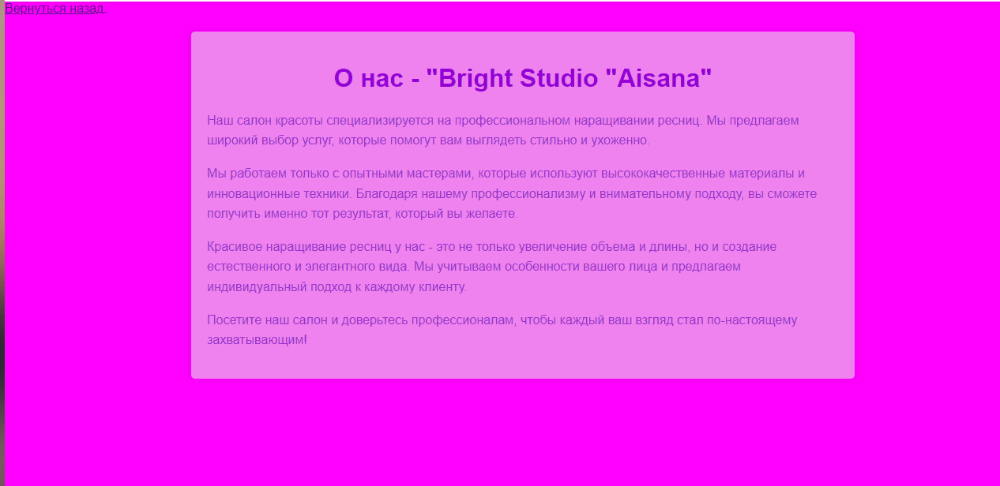 Вернуться назад.
О нас - "Bright Studio "Aisana"
Наш салон красоты специализируется на профессиональном наращивании ресниц. Мы предлагаем
широкий выбор услуг, которые помогут вам выглядеть стильно и ухоженно.
Мы работаем только с опытными мастерами, которые используют высококачественные материалы и
инновационные техники. Благодаря нашему профессионализму и внимательному подходу, вы сможете
получить именно тот результат, который вы желаете.
Красивое наращивание ресниц у нас - это не только увеличение объема и длины, но и создание
естественного и элегантного вида. Мы учитываем особенности вашего лица и предлагаем
индивидуальный подход к каждому клиенту.
Посетите наш салон и доверьтесь профессионалам, чтобы каждый ваш взгляд стал по-настоящему
захватывающим!